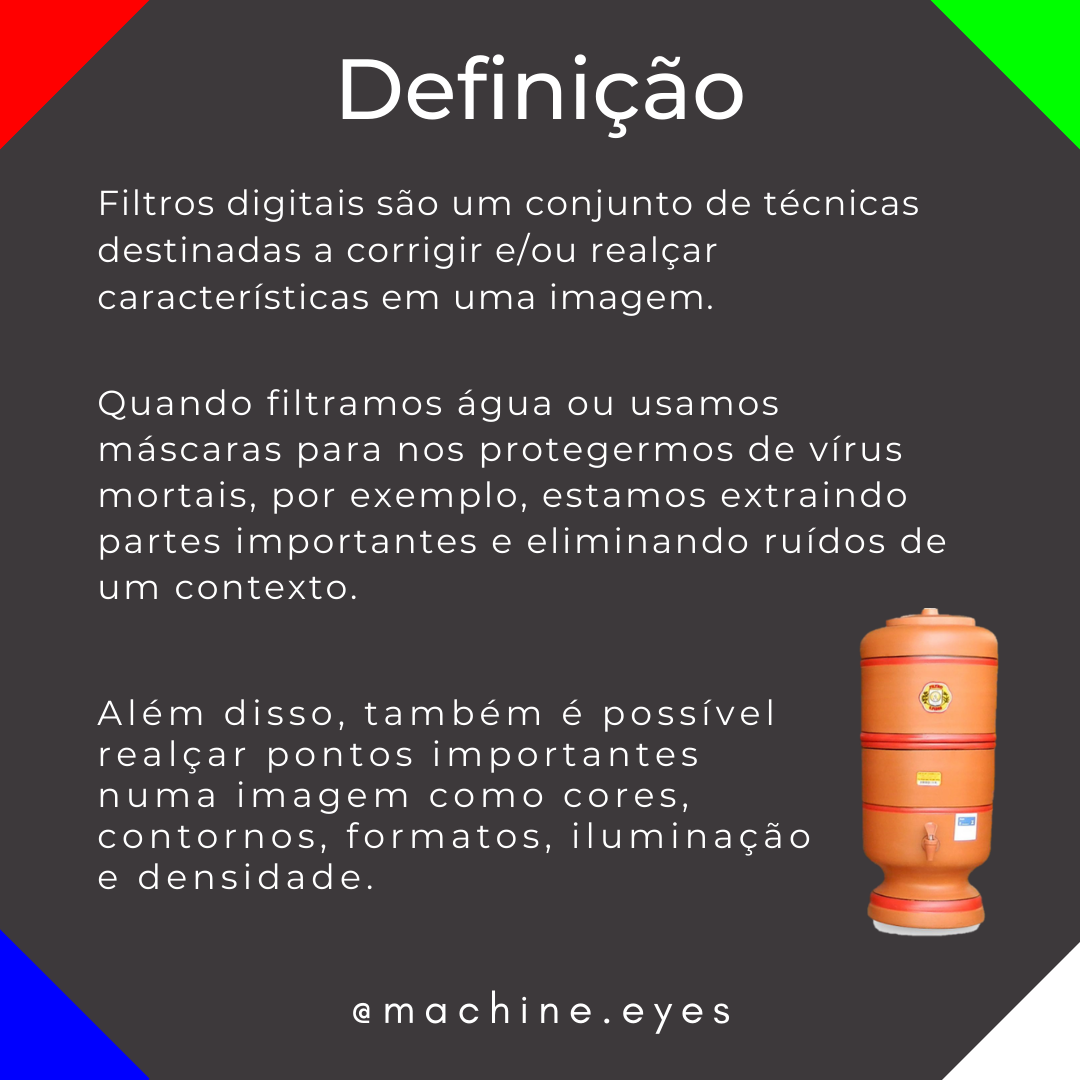 Definição
Filtros digitais são um conjunto de técnicas
destinadas a corrigir e/ou realçar
características em uma imagem.
Quando filtramos água ou usamos
máscaras para nos protegermos de vírus
mortais, por exemplo, estamos extraindo
partes importantes e eliminando ruídos de
um contexto.
Além disso, também é possível
realçar pontos importantes
numa imagem como cores,
contornos, formatos, iluminação
e densidade.
@machine.eyes